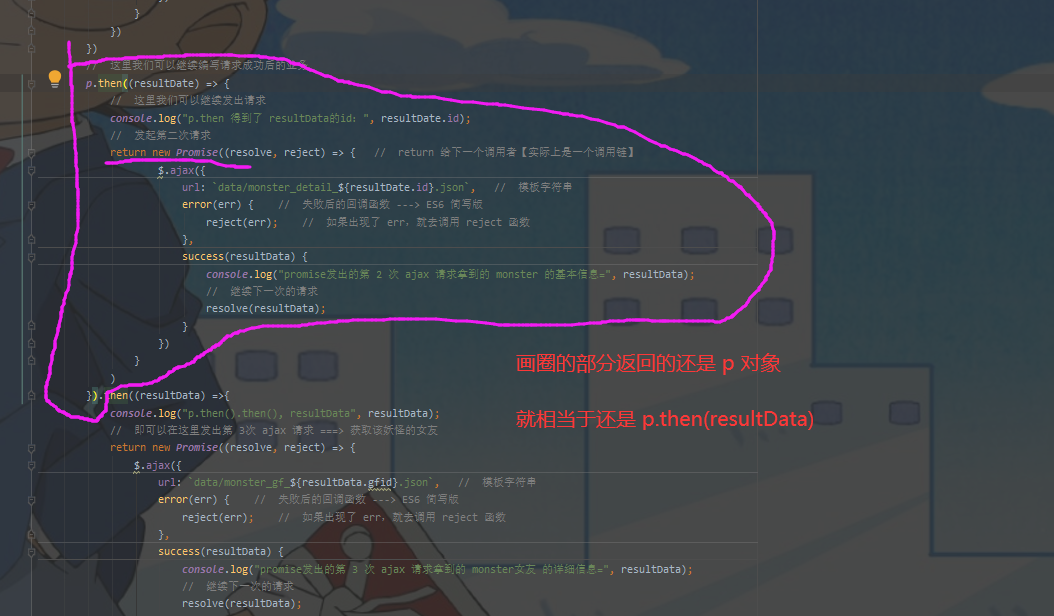 }
})
})
// 这里我们可以继续编写请求成功后的业务
p.then((resultDate) => {
// 这里我们可以继续发出请求
console.log("p.then 得到了 resultData的id: ", resultDate.id);
// 发起第二次请求
return new Promise((resolve, reject) => { // return 给下一个调用者【实际上是一个调用链】
$.ajax({
url: `data/monster_detail_${resultDate.id}.json`, // 模板字符串
error(err) { // 失败后的回调函数 ---> ES6 简写版
reject(err); // 如果出现了 err，就去调用 reject 函数
},
success(resultData) {
console.log("promise发出的第 2 次 ajax 请求拿到的 monster 的基本信息=", resultData);
// 继续下一次的请求
resolve(resultData);
}
})
}
)
}).then((resultData) =>{
console.log("p.then().then(), resultData", resultData);
// 即可以在这里发出第 3次 ajax 请求 ===> 获取该妖怪的女友
return new Promise((resolve, reject) => {
$.ajax({
url: `data/monster_gf_${resultData.gfid}.json`, // 模板字符串
error(err) { // 失败后的回调函数 ---> ES6 简写版
reject(err); // 如果出现了 err，就去调用 reject 函数
},
success(resultData) {
console.log("promise发出的第 3 次 ajax 请求拿到的 monster女友 的详细信息=", resultData);
// 继续下一次的请求
resolve(resultData);
画圈的部分返回的还是 p 对象
就相当于还是 p.then(resultData)